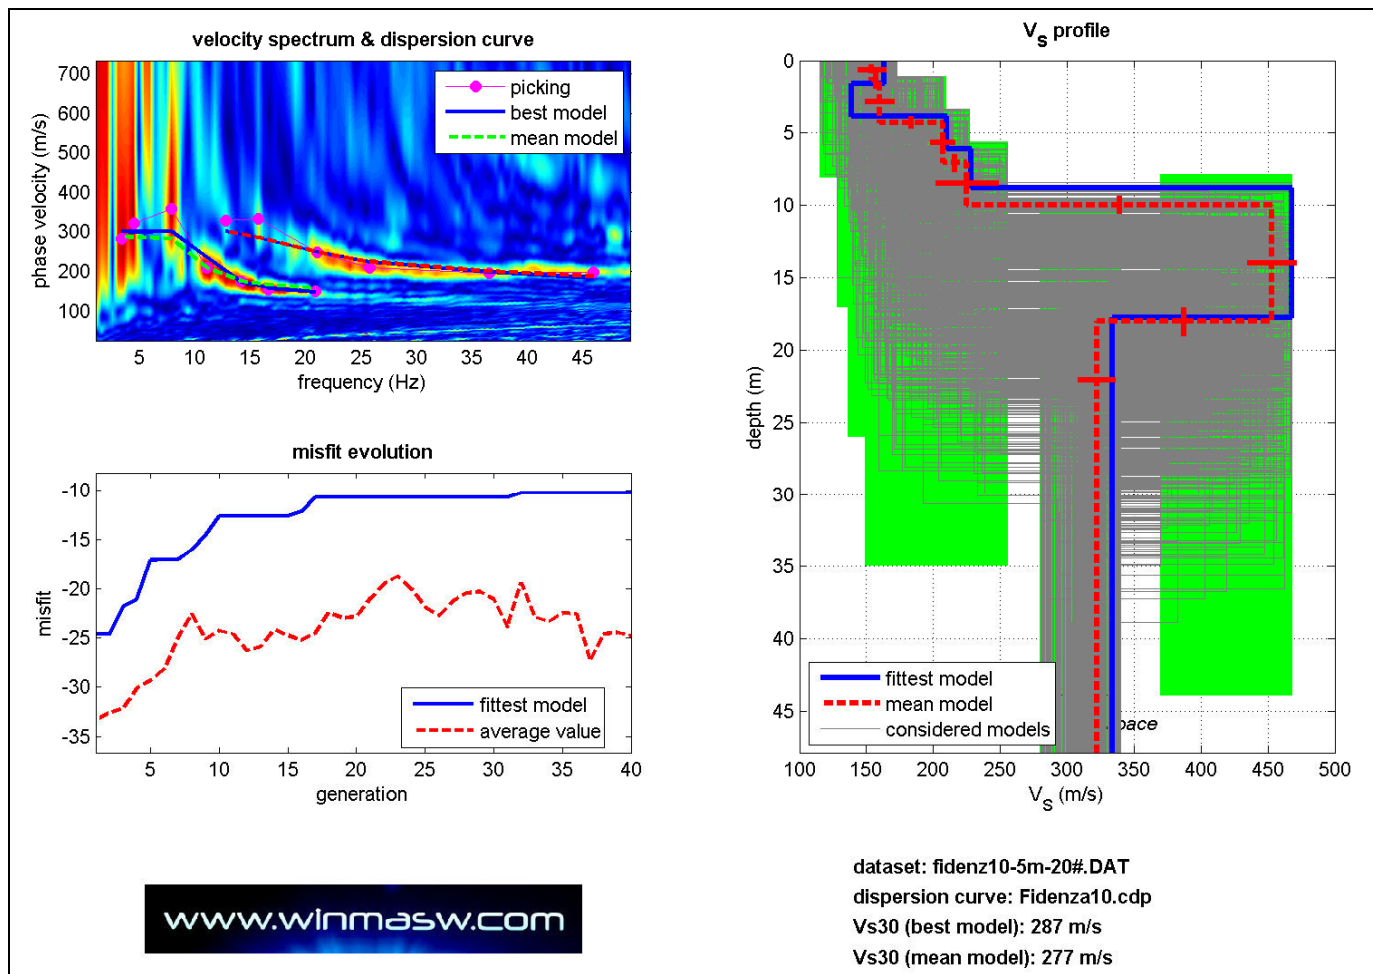 velocity spectrum & dispersion curve
700
600
500
400
300
200
100
phase velocity (m/s)
picking
best model
mean model
5 10 15 20 25 30 35 40 45
frequency (Hz)
misfit evolution
-10
-15
-20
-25
-30
-35
misfit
fittest model
average value
5 10 15 20 25 30 35 40
generation
www.winmasw.com
VS profile
0
5
10
15
20
25
30
35
40
45
depth (m)
fittest model
mean model
considered models
pace
100 150 200 250 300 350 400 450 500
VS (m/s)
dataset: fidenz10-5m-20#.DAT
dispersion curve: Fidenza10.cdp
Vs30 (best model): 287 m/s
Vs30 (mean model): 277 m/s